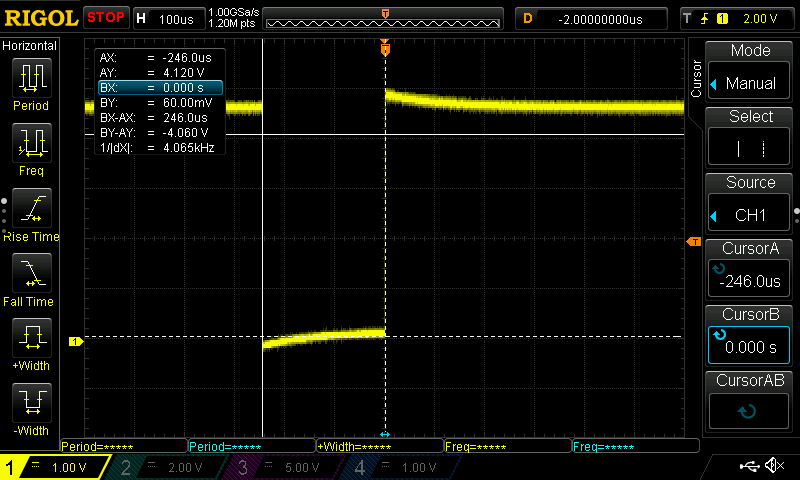 RIGOL STOP H 100us 1.00GSa/s D -2.00000000us T 1 2.00 V
1.20M pts
Horizontal
Period
Freq
Rise Time
Fall Time
+Width
-Width
T
AX: = -246.0us
AY: = 4.120 V
BX: = 0.000 s
BY: = 60.00mV
BX-AX: = 246.0us
BY-AY: = -4.060 V
1/|dX|: = 4.065kHz
T
1
Cursor
Mode
Manual
Select
Source
CH1
CursorA
-246.0us
CursorB
0.000 s
CursorAB
Period=***** Period=***** +Width=***** Freq=***** Freq=*****
1 = 1.00 V 2 = 2.00 V 3 = 5.00 V 4 = 1.00 V